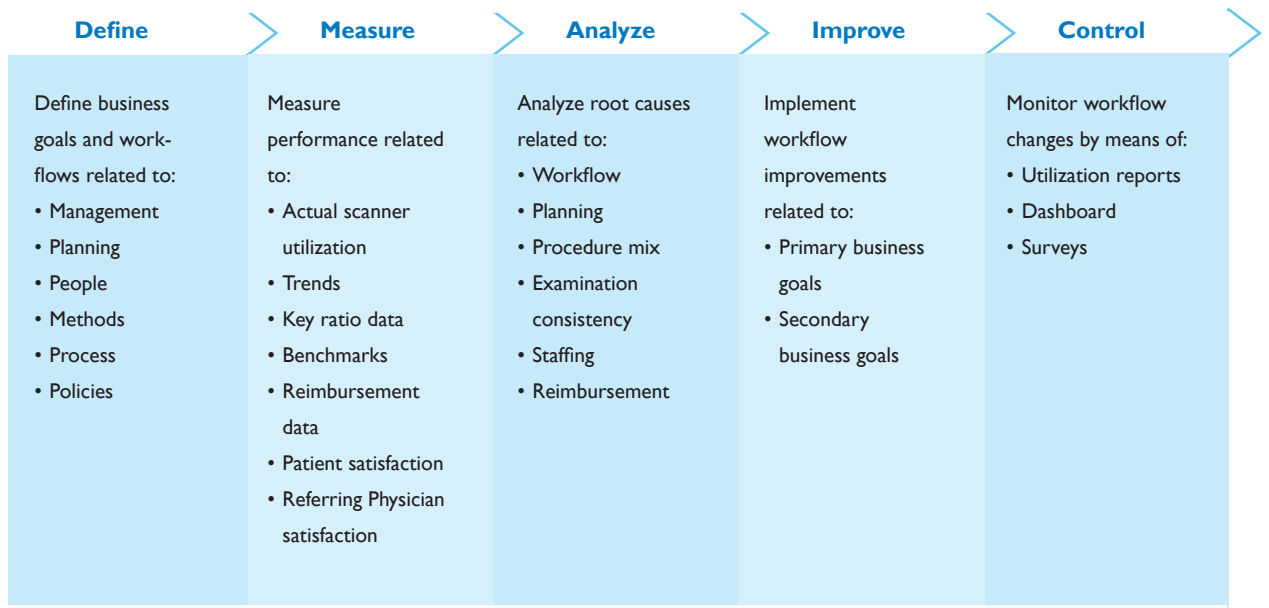 Define
Measure
Analyze
Improve
Control
Define business
goals and work-
flows related to:
• Management
• Planning
• People
• Methods
• Process
• Policies
Measure
performance related
to:
• Actual scanner
utilization
• Trends
• Key ratio data
• Benchmarks
• Reimbursement
data
• Patient satisfaction
• Referring Physician
satisfaction
Analyze root causes
related to:
• Workflow
• Planning
• Procedure mix
• Examination
consistency
• Staffing
• Reimbursement
Implement
workflow
improvements
related to:
• Primary business
goals
• Secondary
business goals
Monitor workflow
changes by means of:
• Utilization reports
• Dashboard
• Surveys